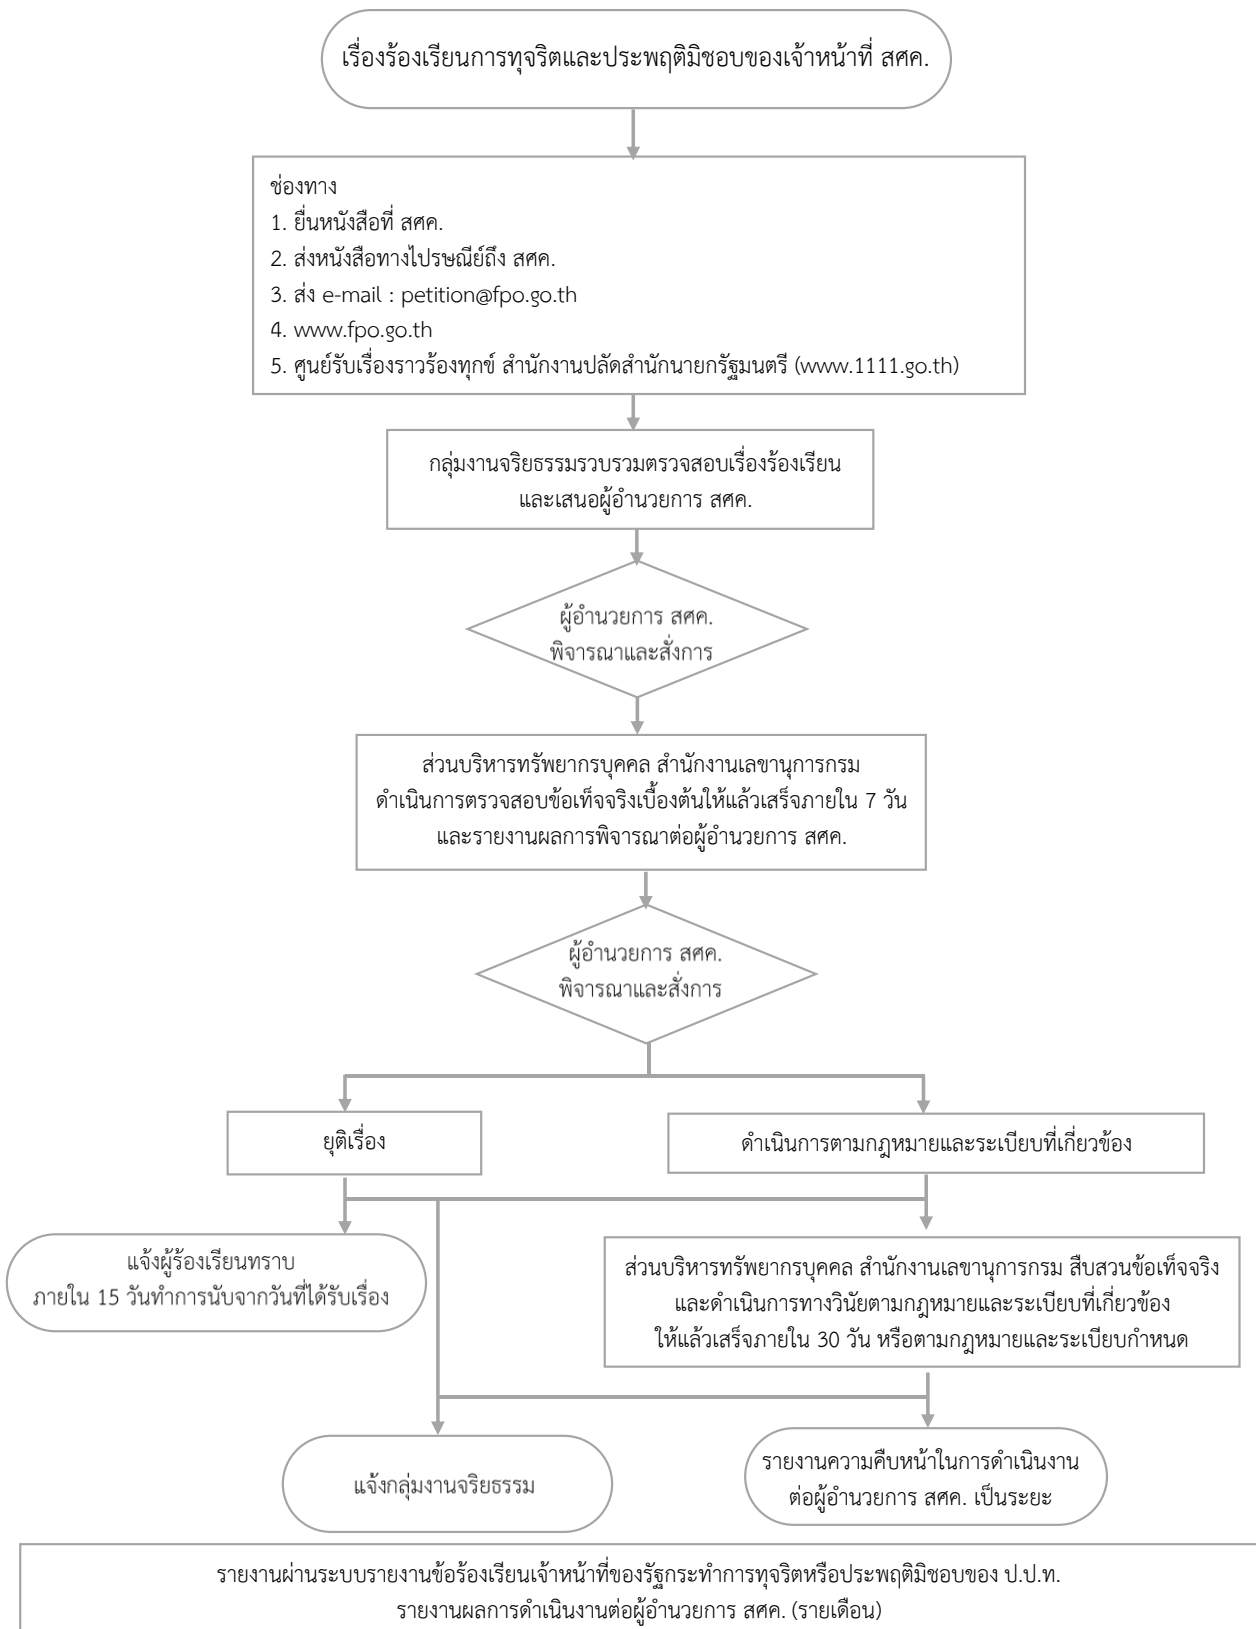 เรื่องร้องเรียนการทุจริตและประพฤติมิชอบของเจ้าหน้าที่ สศค.
ช่องทาง
1. ยื่นหนังสือที่ สศค.
2. ส่งหนังสือทางไปรษณีย์ถึง สศค.
3. ส่ง e-mail : petition@fpo.go.th
4. www.fpo.go.th
5. ศูนย์รับเรื่องราวร้องทุกข์ สำนักงานปลัดสำนักนายกรัฐมนตรี (www.1111.go.th)
กลุ่มงานจริยธรรมรวบรวมตรวจสอบเรื่องร้องเรียน
และเสนอผู้อำนวยการ สศค.
ผู้อำนวยการ สศค.
พิจารณาและสั่งการ
ส่วนบริหารทรัพยากรบุคคล สำนักงานเลขานุการกรม
ดำเนินการตรวจสอบข้อเท็จจริงเบื้องต้นให้แล้วเสร็จภายใน 7 วัน
และรายงานผลการพิจารณาต่อผู้อำนวยการ สศค.
ผู้อำนวยการ สศค.
พิจารณาและสั่งการ
ยุติเรื่อง
ดำเนินการตามกฎหมายและระเบียบที่เกี่ยวข้อง
แจ้งผู้ร้องเรียนทราบ
ภายใน 15 วันทำการนับจากวันที่ได้รับเรื่อง
ส่วนบริหารทรัพยากรบุคคล สำนักงานเลขานุการกรม สืบสวนข้อเท็จจริง
และดำเนินการทางวินัยตามกฎหมายและระเบียบที่เกี่ยวข้อง
ให้แล้วเสร็จภายใน 30 วัน หรือตามกฎหมายและระเบียบกำหนด
แจ้งกลุ่มงานจริยธรรม
รายงานความคืบหน้าในการดำเนินงาน
ต่อผู้อำนวยการ สศค. เป็นระยะ
รายงานผ่านระบบรายงานข้อร้องเรียนเจ้าหน้าที่ของรัฐกระทำการทุจริตหรือประพฤติมิชอบของ ป.ป.ท.
รายงานผลการดำเนินงานต่อผู้อำนวยการ สศค. (รายเดือน)